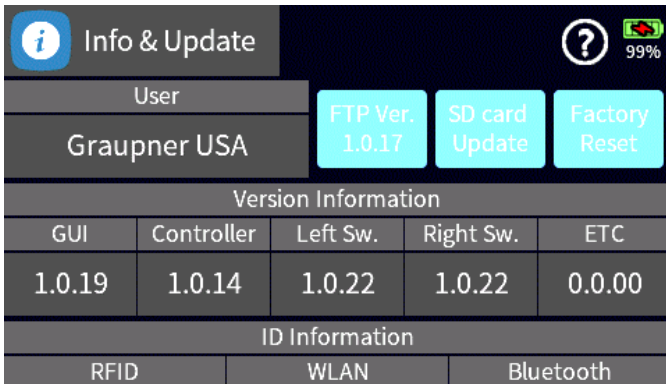 i Info & Update ? 99%
User
Graupner USA
FTP Ver. 1.0.17
SD card Update
Factory Reset
Version Information
GUI Controller Left Sw. Right Sw. ETC
1.0.19 1.0.14 1.0.22 1.0.22 0.0.00
ID Information
RFID WLAN Bluetooth